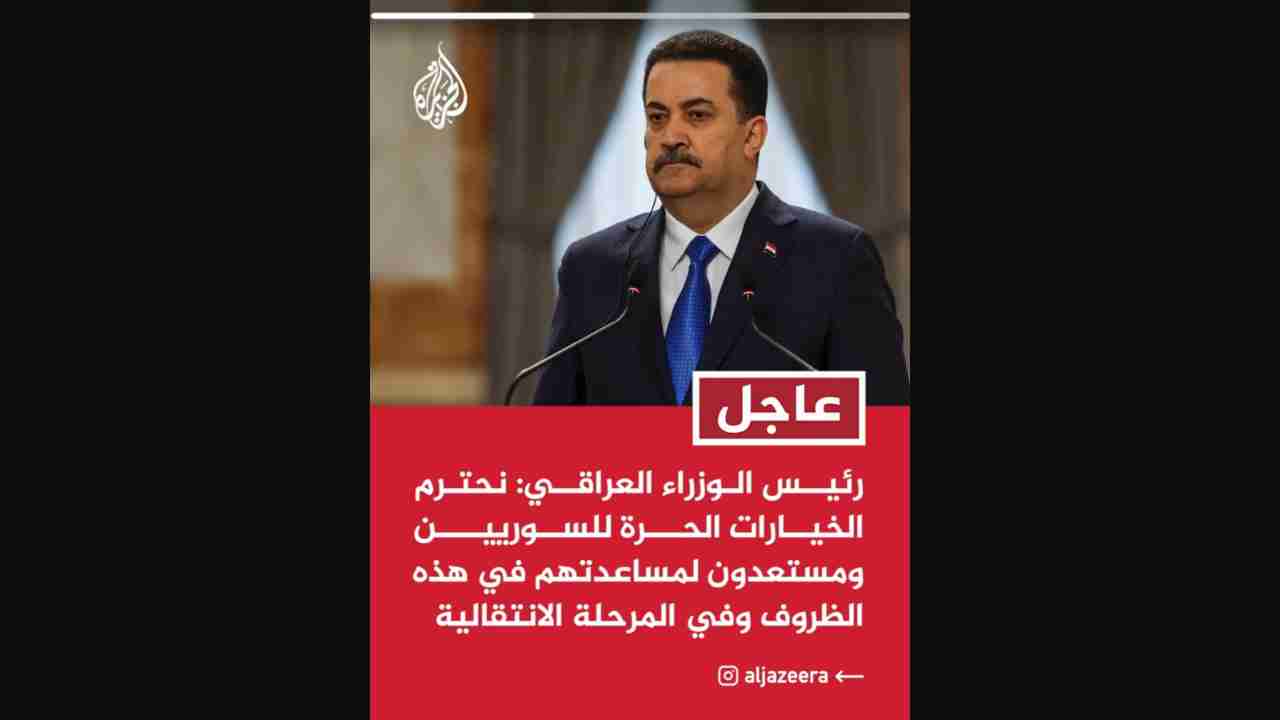 الجزيرة
عاجل
رئيس الوزراء العراقي: نحترم
الخيارات الحرة للسوريين
ومستعدون لمساعدتهم في هذه
الظروف وفي المرحلة الانتقالية
aljazeera